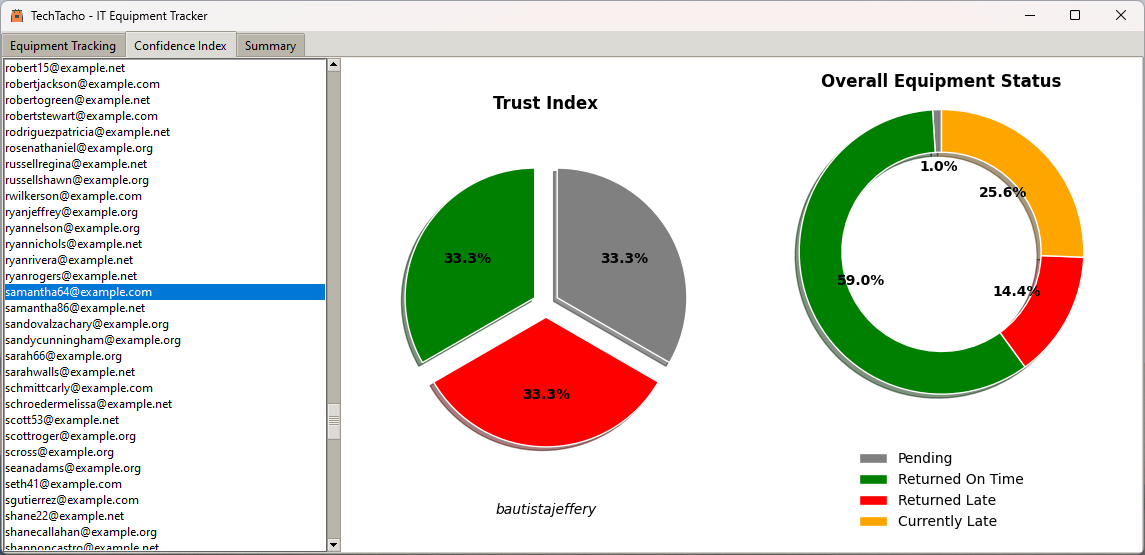 TechTacho - IT Equipment Tracker
Equipment Tracking Confidence Index Summary
robert15@example.net
robertjackson@example.com
robertogreen@example.net
robertstewart@example.com
rodriguezpatricia@example.net
rosenathaniel@example.org
russellregina@example.net
russellshawn@example.org
rwilkerson@example.com
ryanjeffrey@example.org
ryannelson@example.org
ryannichols@example.net
ryanrivera@example.org
ryanrogers@example.net
samantha64@example.com
samantha86@example.net
sandovalzachary@example.org
sandycunningham@example.org
sarah66@example.org
sarahwalls@example.net
schmittcarly@example.com
schroedermelissa@example.net
scott53@example.net
scottroger@example.org
scross@example.org
seanadams@example.org
seth41@example.com
sgutierrez@example.com
shane22@example.net
shanecallahan@example.org
shannoncastro@example.net
Trust Index
33.3%
33.3%
33.3%
bautistajeffery
Overall Equipment Status
1.0%
25.6%
59.0%
14.4%
Pending
Returned On Time
Returned Late
Currently Late